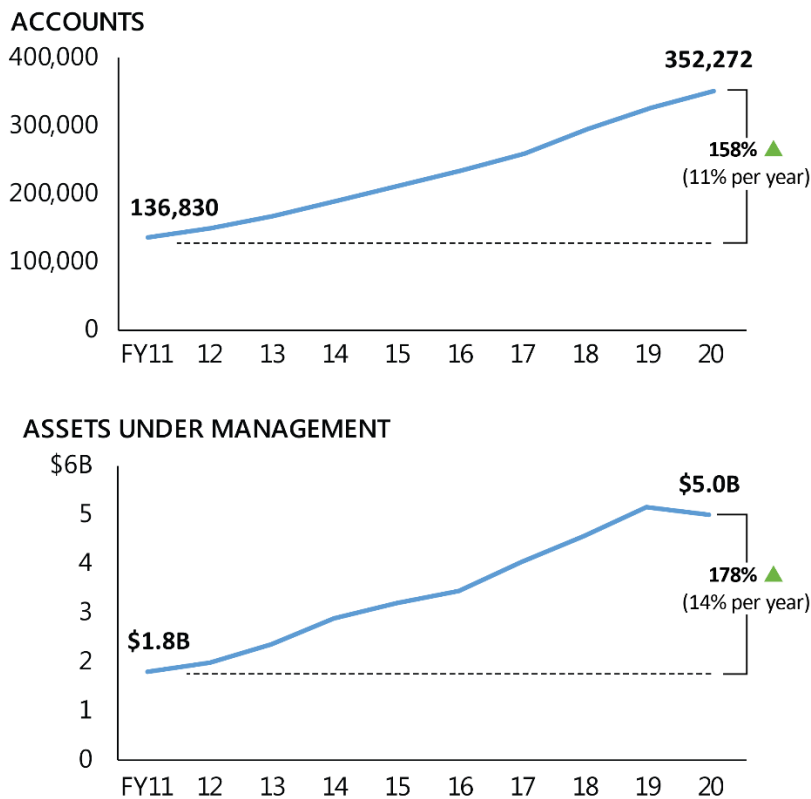 ACCOUNTS
400,000
352,272
300,000
158%
(11% per year)
200,000
136,830
100,000
0
FY11 12 13 14 15 16 17 18 19 20
ASSETS UNDER MANAGEMENT
$6B
$5.0B
5
4
178%
(14% per year)
3
$1.8B
2
1
0
FY11 12 13 14 15 16 17 18 19 20